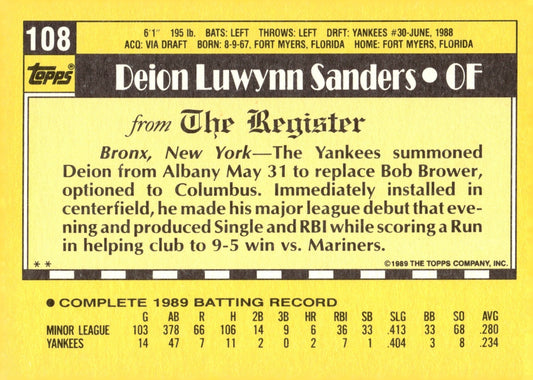 108
6'1" 195 lb. BATS: LEFT THROWS: LEFT DRFT: YANKEES #30-JUNE, 1988
ACQ: VIA DRAFT BORN: 8-9-67, FORT MYERS, FLORIDA HOME: FORT MYERS, FLORIDA
Topps
Deion Luwynn Sanders • OF
from The Register
Bronx, New York—The Yankees summoned
Deion from Albany May 31 to replace Bob Brower,
optioned to Columbus. Immediately installed in
centerfield, he made his major league debut that eve-
ning and produced Single and RBI while scoring a Run
in helping club to 9-5 win vs. Mariners.
** ©1989 THE TOPPS COMPANY, INC.
• COMPLETE 1989 BATTING RECORD
G AB R H 2B 3B HR RBI SB SLG BB SO AVG
MINOR LEAGUE 103 378 66 106 14 9 6 36 33 .413 33 68 .280
YANKEES 14 47 7 11 2 0 2 7 1 .404 3 8 .234